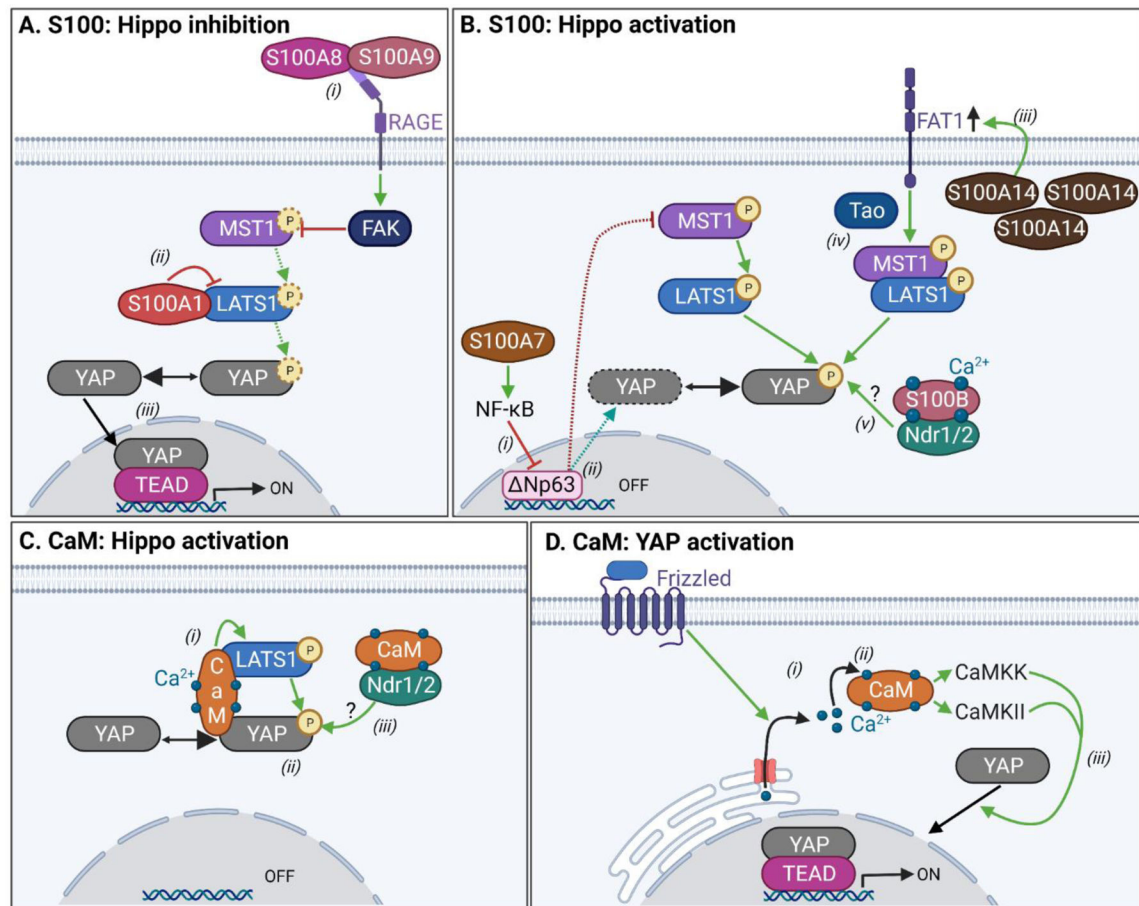 A. S100: Hippo inhibition
S100A8
S100A9
(i)
RAGE
MST1
P
FAK
(ii)
S100A1
LATS1
P
YAP
YAP
P
(iii)
YAP
TEAD
ON
B. S100: Hippo activation
FAT1
(iii)
S100A14
S100A14
S100A14
Tao
(iv)
MST1
P
MST1
P
LATS1
P
LATS1
P
S100A7
NF-κB
(i)
YAP
YAP
P
?
(v)
Ca2+
S100B
Ndr1/2
ΔNp63
(ii)
OFF
C. CaM: Hippo activation
(i)
LATS1
P
Ca2+
CaM
CaM
Ndr1/2
?
(iii)
YAP
YAP
P
(ii)
OFF
D. CaM: YAP activation
Frizzled
(i)
(ii)
CaM
Ca2+
CaMKK
CaMKII
(iii)
YAP
YAP
TEAD
ON